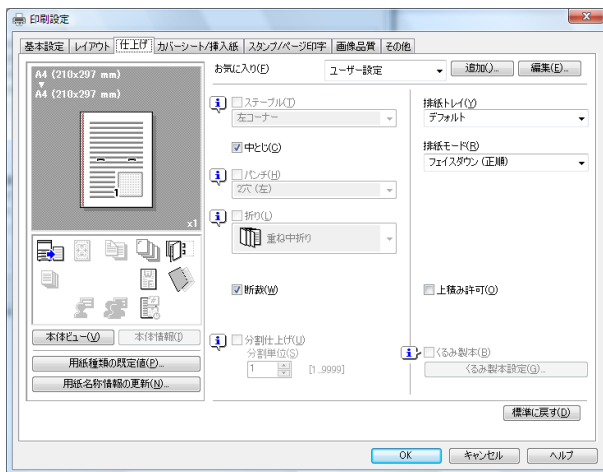 印刷設定
基本設定 レイアウト 仕上げ カバーシート/挿入紙 スタンプ/ページ印字 画像品質 その他
A4 (210x297 mm)
A4 (210x297 mm)
1
x1
お気に入り(F) ユーザー設定 追加()... 編集(E)...
ステープル(T)
左コーナー
中とじ(C)
パンチ(H)
2穴 (左)
折り(L)
重ね中折り
断裁(W)
排紙トレイ(Y)
デフォルト
排紙モード(R)
フェイスダウン (正順)
上積み許可(O)
本体ビュー(V) 本体情報(I)
用紙種類の既定値(P)...
用紙名称情報の更新(N)...
分割仕上げ(U)
分割単位(S)
1 [1..9999]
くるみ製本(B)
くるみ製本設定(G)...
標準に戻す(D)
OK キャンセル ヘルプ